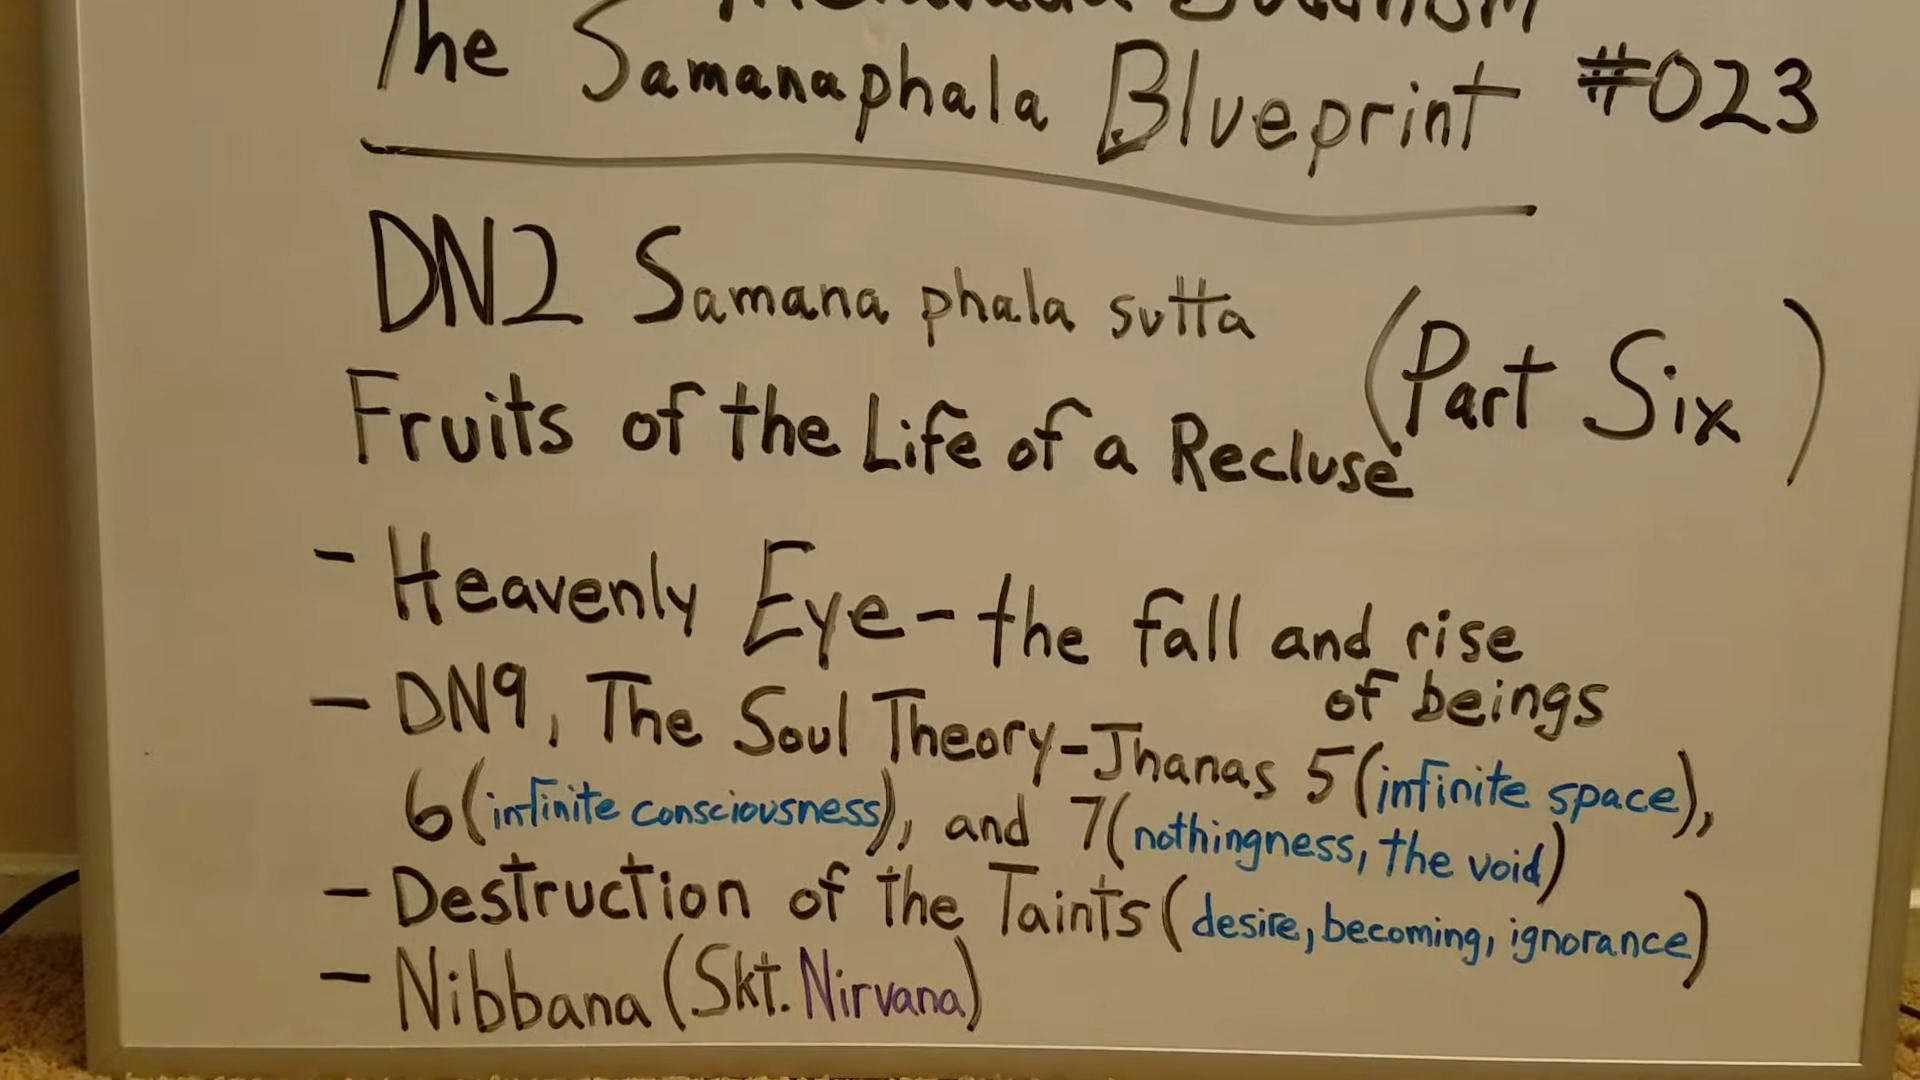 The Samanaphala Blueprint #023
DN2 Samana phala sutta
(Part Six)
Fruits of the Life of a Recluse
- Heavenly Eye - the fall and rise
of beings
- DN9, The Soul Theory - Jhanas 5 (infinite space),
6 (infinite consciousness), and 7 (nothingness, the void)
- Destruction of the Taints (desire, becoming, ignorance)
- Nibbana (Skt. Nirvana)